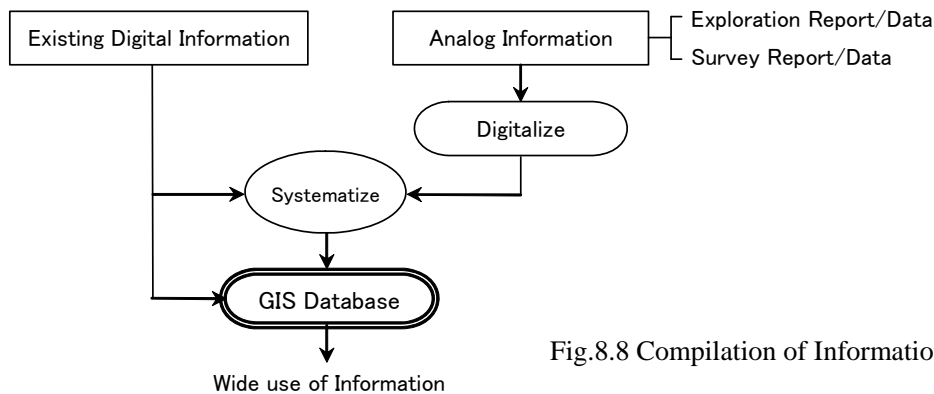 Existing Digital Information
Analog Information
Exploration Report/Data
Survey Report/Data
Digitalize
Systematize
GIS Database
Wide use of Information
Fig.8.8 Compilation of Informatio